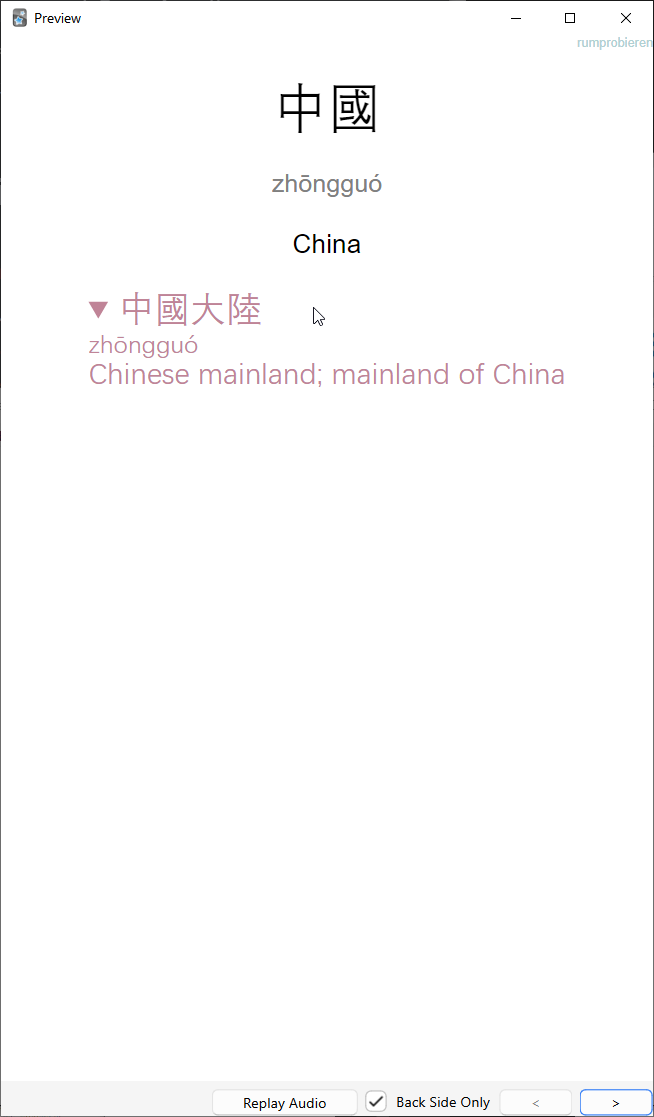 Preview
rumprobieren
中國
zhōngguó
China
▼ 中國大陸
zhōngguó
Chinese mainland; mainland of China
Replay Audio
Back Side Only
<
>